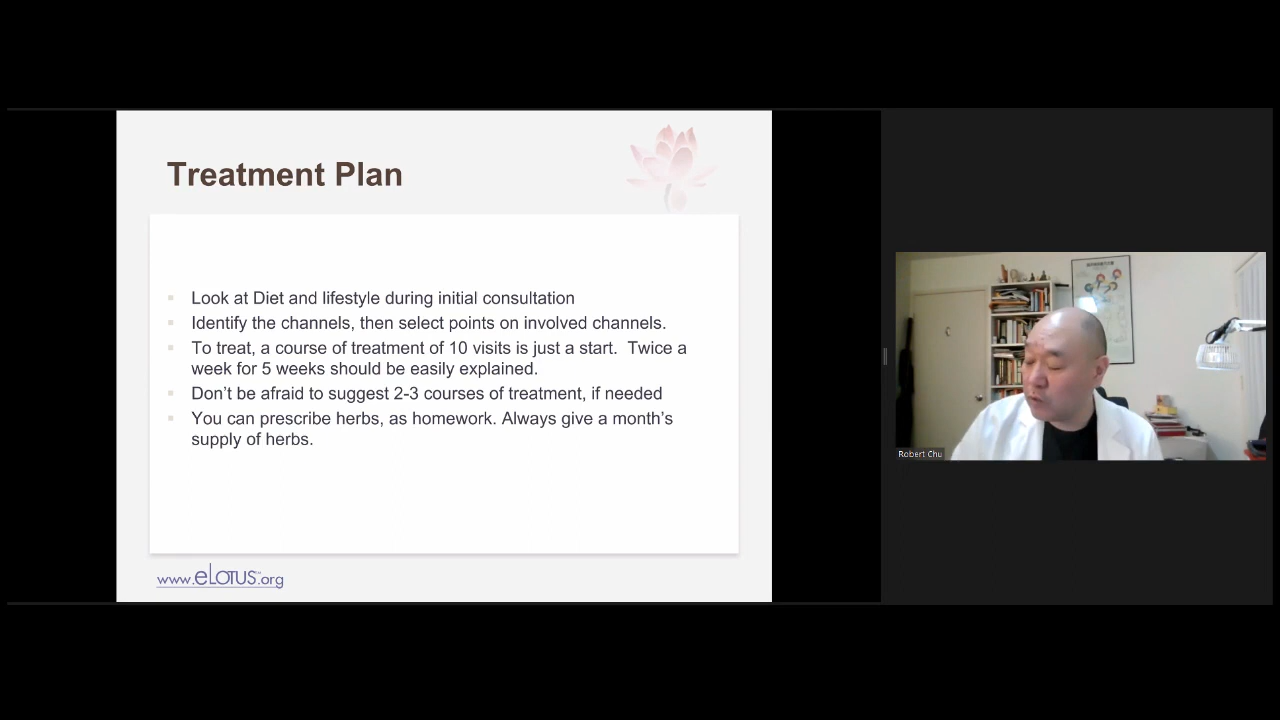 Treatment Plan
Look at Diet and lifestyle during initial consultation
Identify the channels, then select points on involved channels.
To treat, a course of treatment of 10 visits is just a start.  Twice a
week for 5 weeks should be easily explained.
Don't be afraid to suggest 2-3 courses of treatment, if needed
You can prescribe herbs, as homework. Always give a month's
supply of herbs.
www.eLOTUS.org
Robert Chu